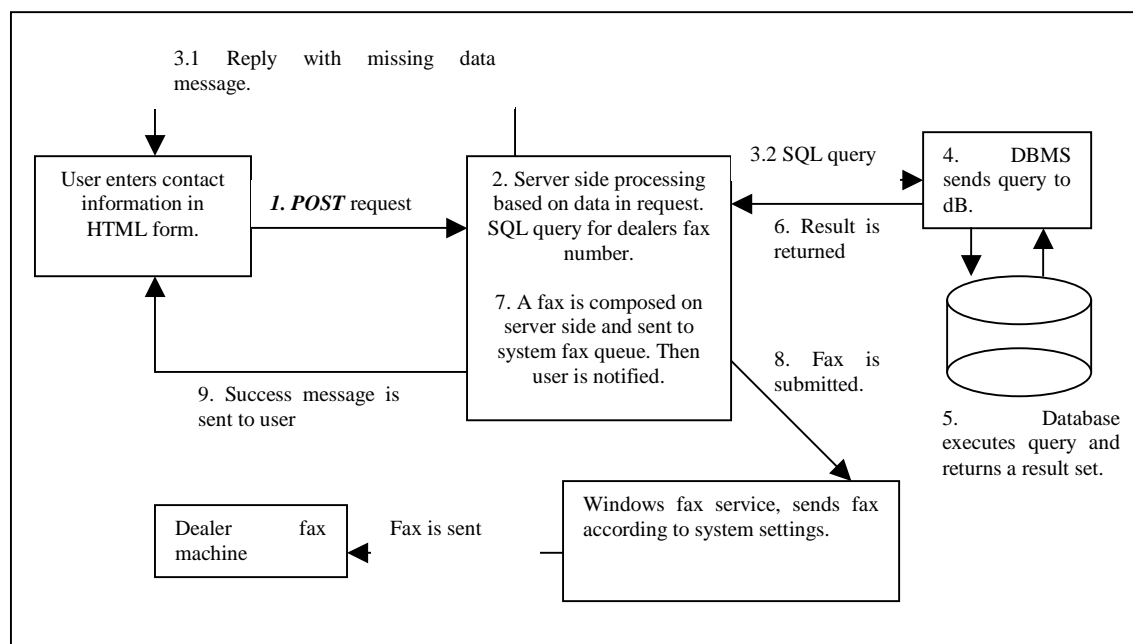 3.1 Reply with missing data
message.
User enters contact
information in
HTML form.
1. POST request
2. Server side processing
based on data in request.
SQL query for dealers fax
number.
7. A fax is composed on
server side and sent to
system fax queue. Then
user is notified.
3.2 SQL query
4. DBMS
sends query to
dB.
6. Result is
returned
5. Database
executes query and
returns a result set.
8. Fax is
submitted.
9. Success message is
sent to user
Windows fax service, sends fax
according to system settings.
Fax is sent
Dealer fax
machine